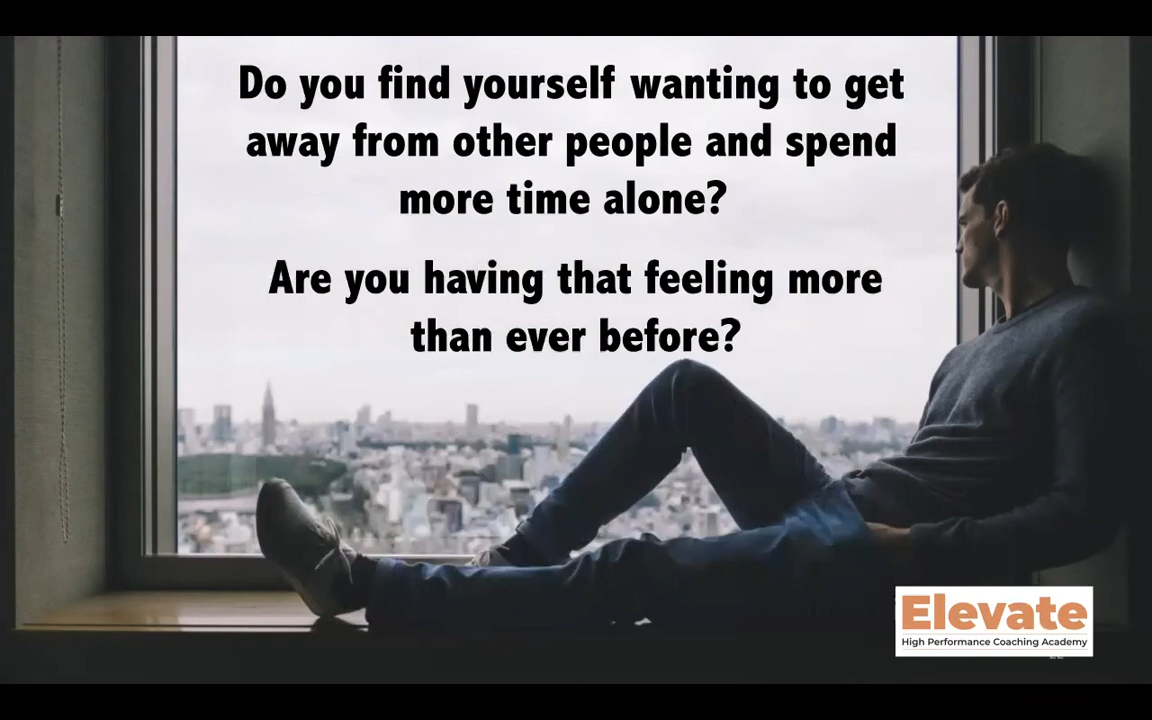 Do you find yourself wanting to get
away from other people and spend
more time alone?
Are you having that feeling more
than ever before?
Elevate
High Performance Coaching Academy